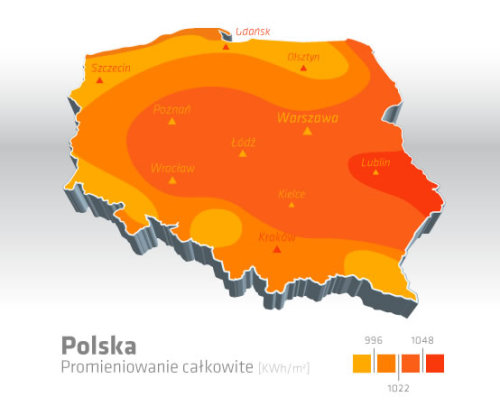 Gdańsk
Olsztyn
Szczecin
Poznań
Warszawa
Łódź
Lublin
Wrocław
Kielce
Kraków
Polska
Promieniowanie całkowite [KWh/m²]
996 1048
1022